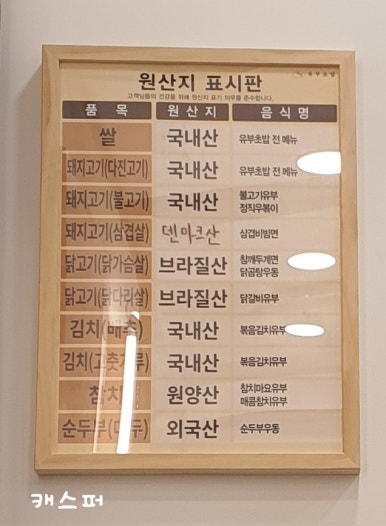 유부초밥
원산지 표시판
고객님들의 건강을 위해 원산지 표기 의무를 준수합니다.
품 목 원 산 지 음 식 명
쌀 국내산 유부초밥 전 메뉴
돼지고기(다진고기) 국내산 유부초밥 전 메뉴
돼지고기(불고기) 국내산 불고기유부
정직우볶이
돼지고기(삼겹살) 덴마크산 삼겹비빔면
닭고기(닭가슴살) 브라질산 참깨두계면
닭곰탕우동
닭고기(닭다리살) 브라질산 닭갈비유부
김치(배추) 국내산 볶음김치유부
김치(고춧가루) 국내산 볶음김치유부
참치 원양산 참치마요유부
매콤참치유부
순두부(대두) 외국산 순두부우동
캐스퍼